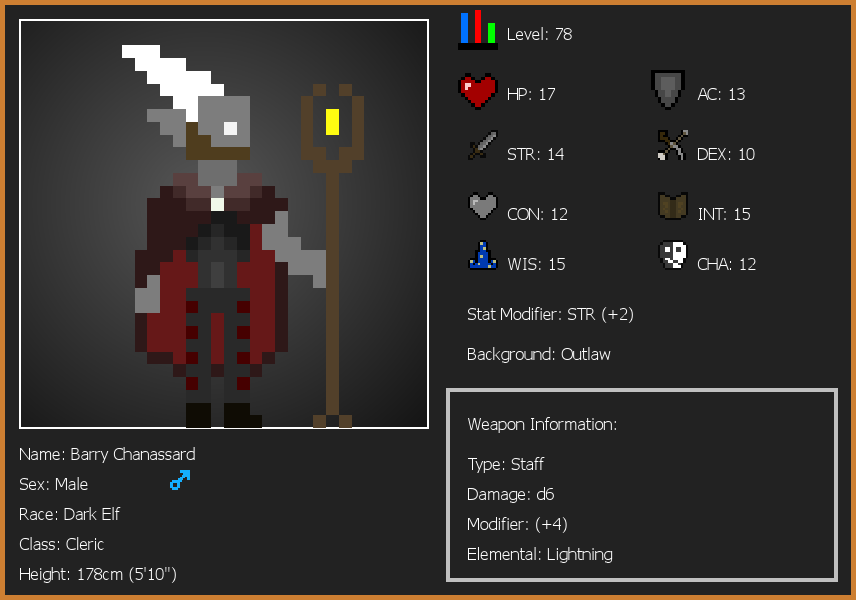 Level: 78
HP: 17
AC: 13
STR: 14
DEX: 10
CON: 12
INT: 15
WIS: 15
CHA: 12
Stat Modifier: STR (+2)
Background: Outlaw
Weapon Information:
Type: Staff
Damage: d6
Modifier: (+4)
Elemental: Lightning
Name: Barry Chanassard
Sex: Male
Race: Dark Elf
Class: Cleric
Height: 178cm (5'10")